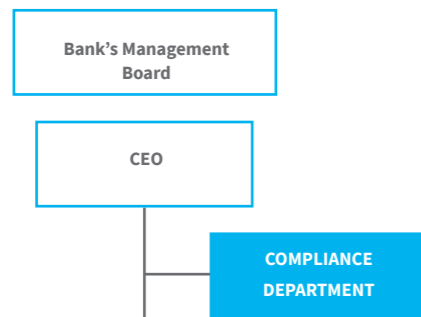 Bank’s Management
Board
CEO
COMPLIANCE
DEPARTMENT